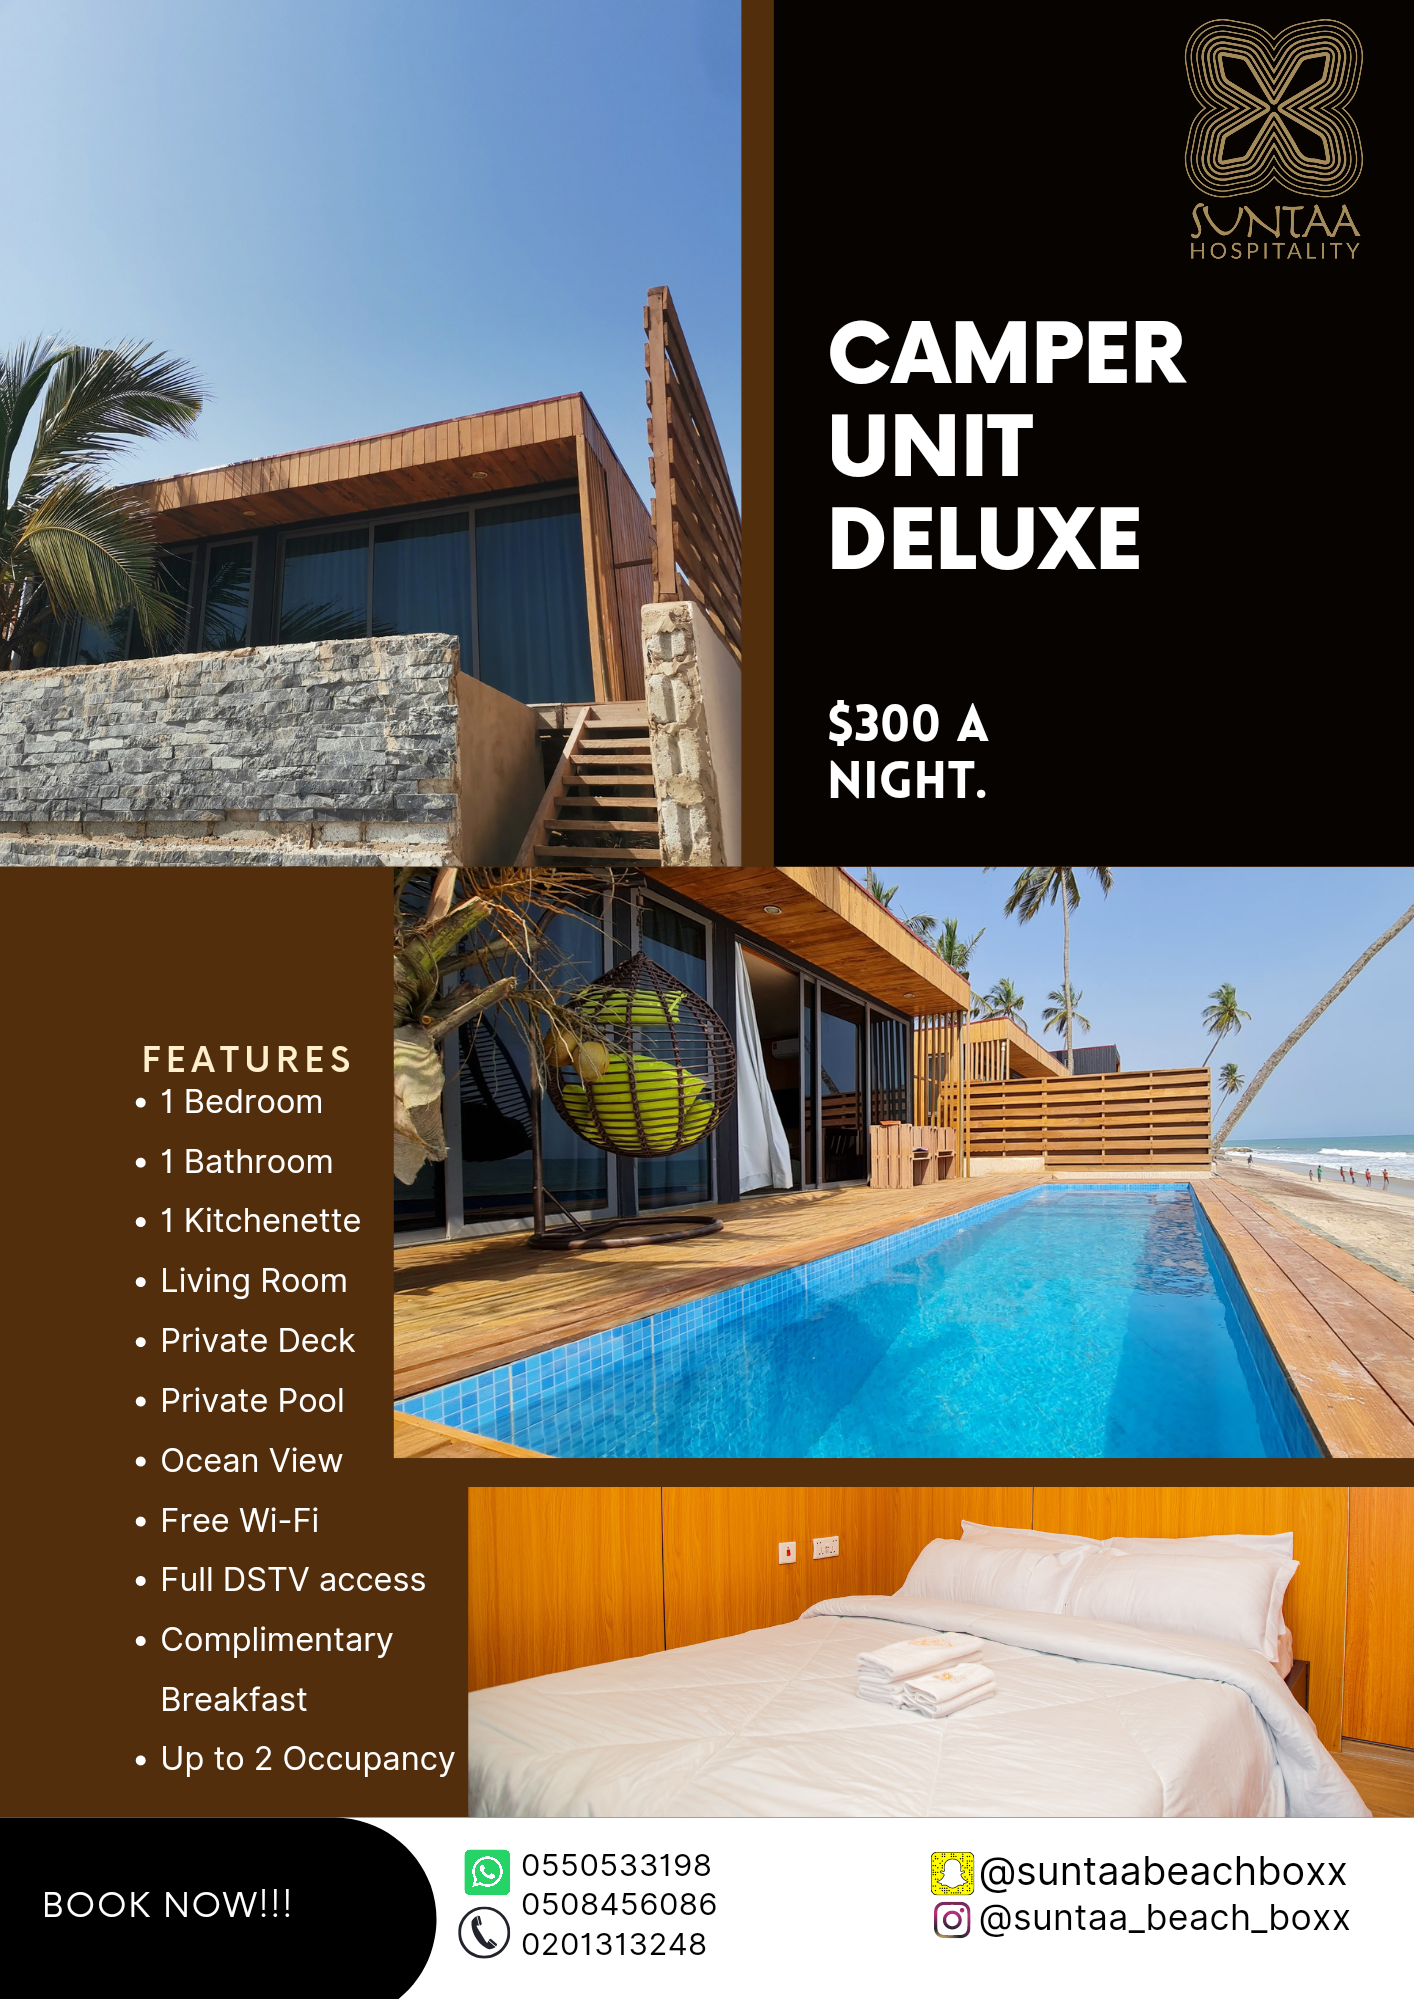 SUNTAA
HOSPITALITY
CAMPER
UNIT
DELUXE
$300 A
NIGHT.
FEATURES
• 1 Bedroom
• 1 Bathroom
• 1 Kitchenette
• Living Room
• Private Deck
• Private Pool
• Ocean View
• Free Wi-Fi
• Full DSTV access
• Complimentary
Breakfast
• Up to 2 Occupancy
BOOK NOW!!!
0550533198
0508456086
0201313248
@suntaabeachboxx
@suntaa_beach_boxx